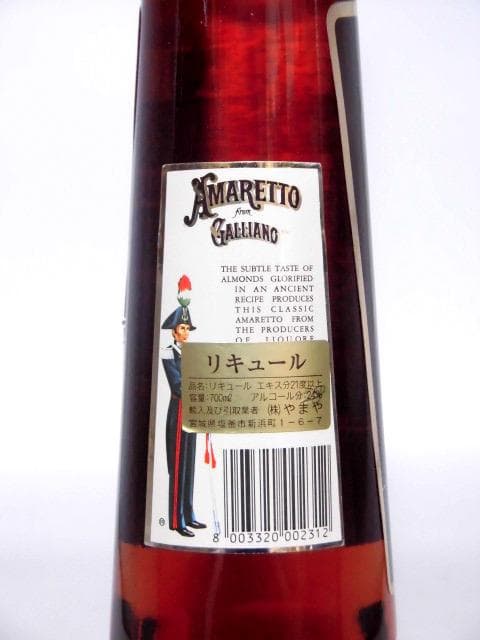 AMARETTO
from
GALLIANO
THE SUBTLE TASTE OF
ALMONDS GLORIFIED
IN AN ANCIENT
RECIPE PRODUCES
THIS CLASSIC
AMARETTO FROM
THE PRODUCERS
OF LIQUORE
リキュール
品名:リキュール エキス分21度以上
容量:700ml アルコール分:
輸入及び引取業者 (株)やまや
宮城県塩釜市新浜町1-6-7
8 003320 002312